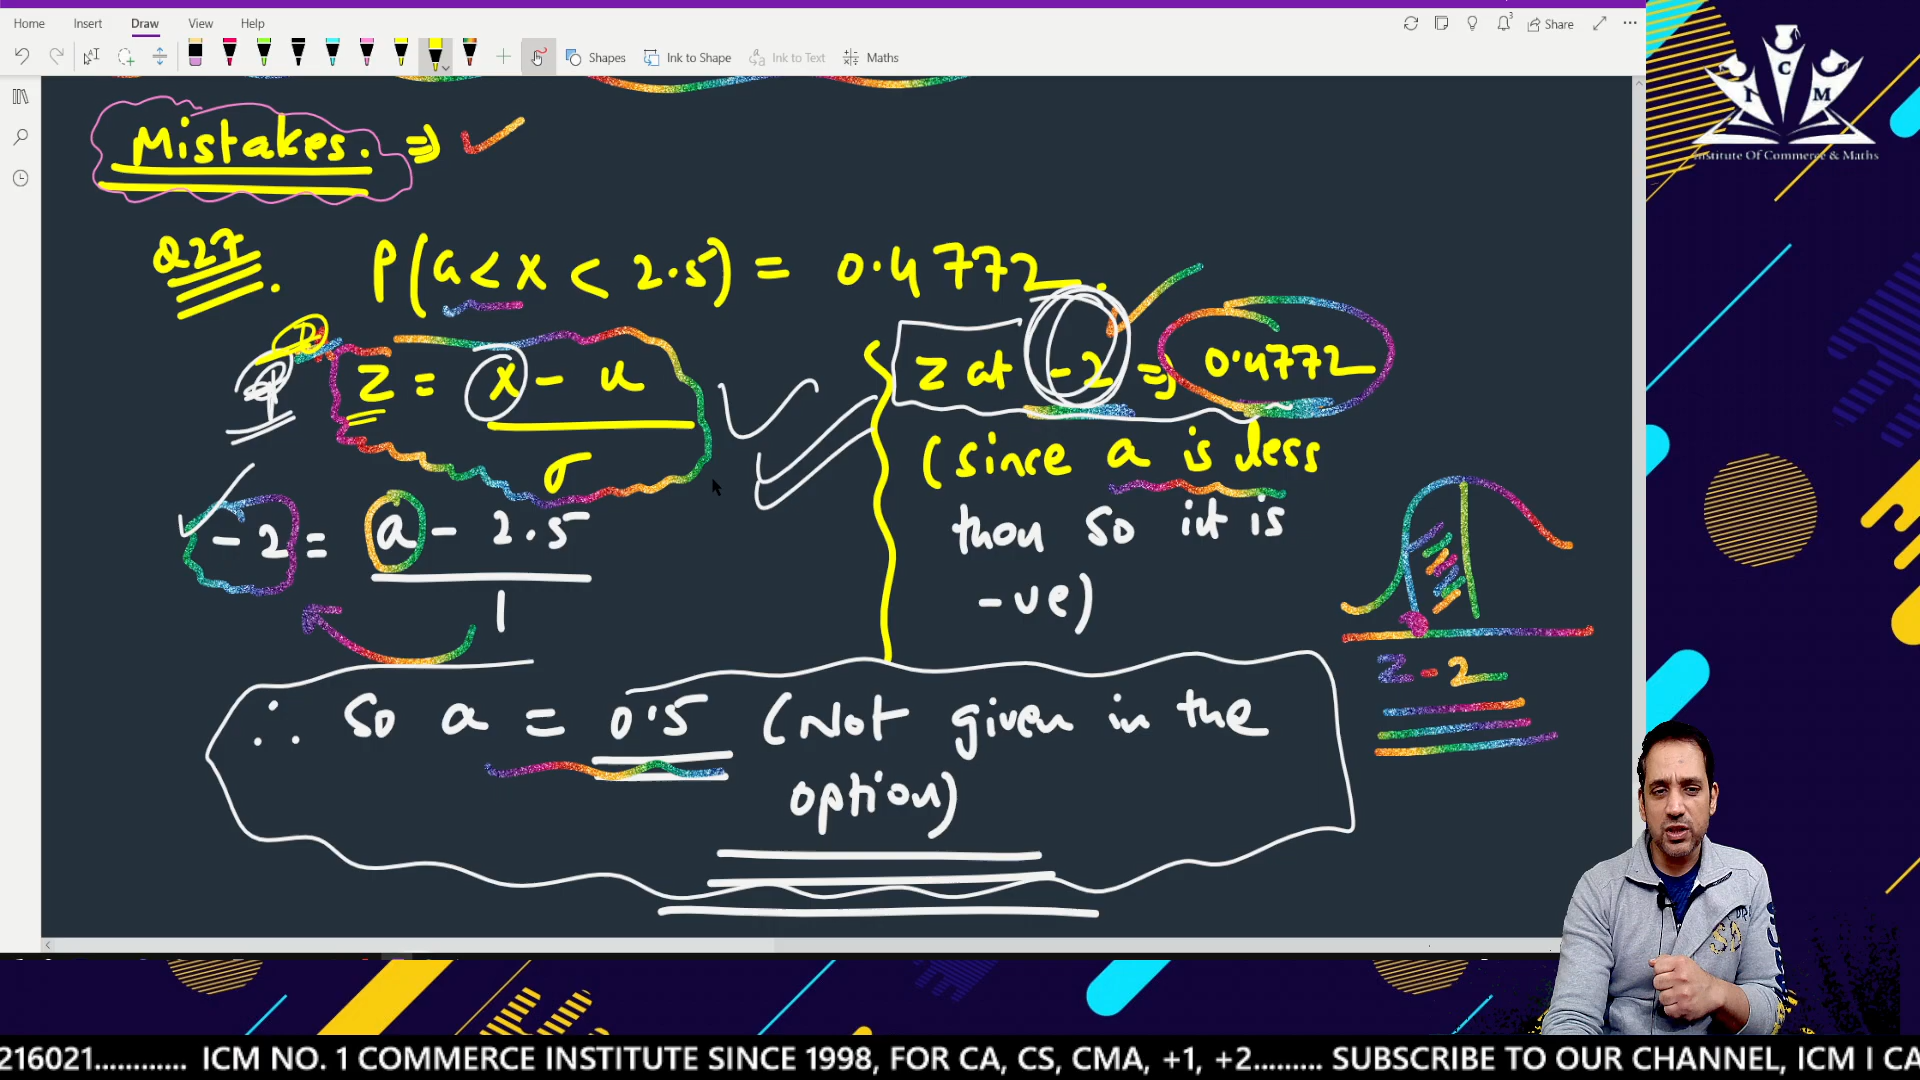 Home Insert Draw View Help
3 Share
Shapes Ink to Shape Ink to Text Maths
Mistakes. ⇒ ✓
Q27. P(a < x < 2.5) = 0.4772.
z = x - u
σ
z at -2 ⇒ 0.4772
(since a is less
than so it is
-ve)
-2 = a - 2.5
1
z - 2
∴ So a = 0.5 (Not given in the
option)
I C M
Institute Of Commerce & Maths
216021............ ICM NO. 1 COMMERCE INSTITUTE SINCE 1998, FOR CA, CS, CMA, +1, +2......... SUBSCRIBE TO OUR CHANNEL, ICM I CA